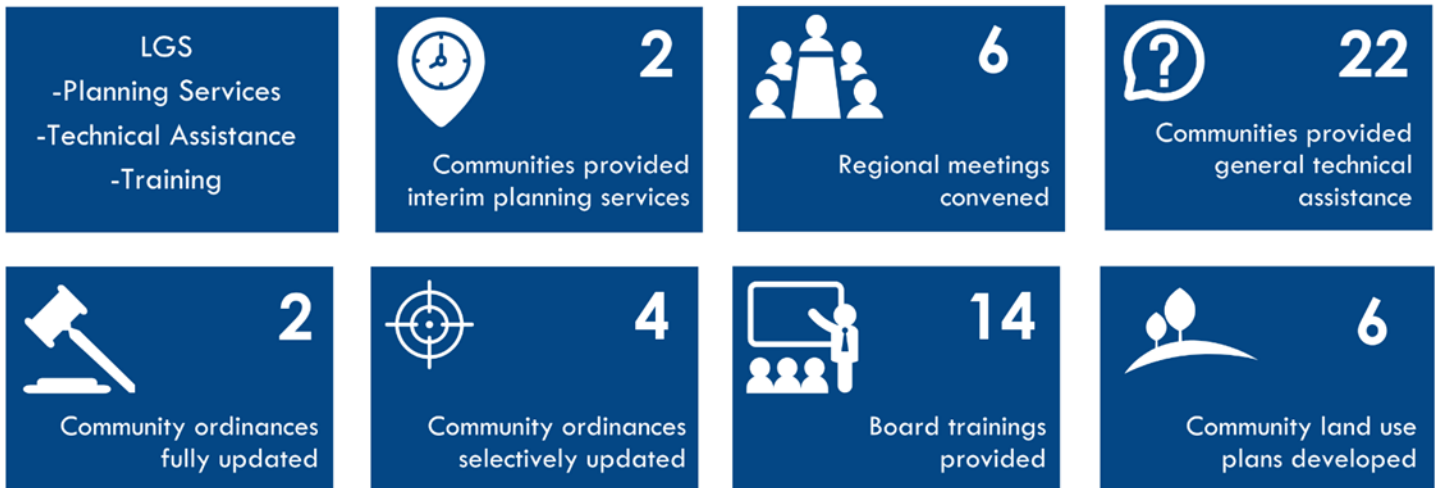 LGS
-Planning Services
-Technical Assistance
-Training
2
Communities provided
interim planning services
6
Regional meetings
convened
?
22
Communities provided
general technical
assistance
2
Community ordinances
fully updated
4
Community ordinances
selectively updated
14
Board trainings
provided
6
Community land use
plans developed